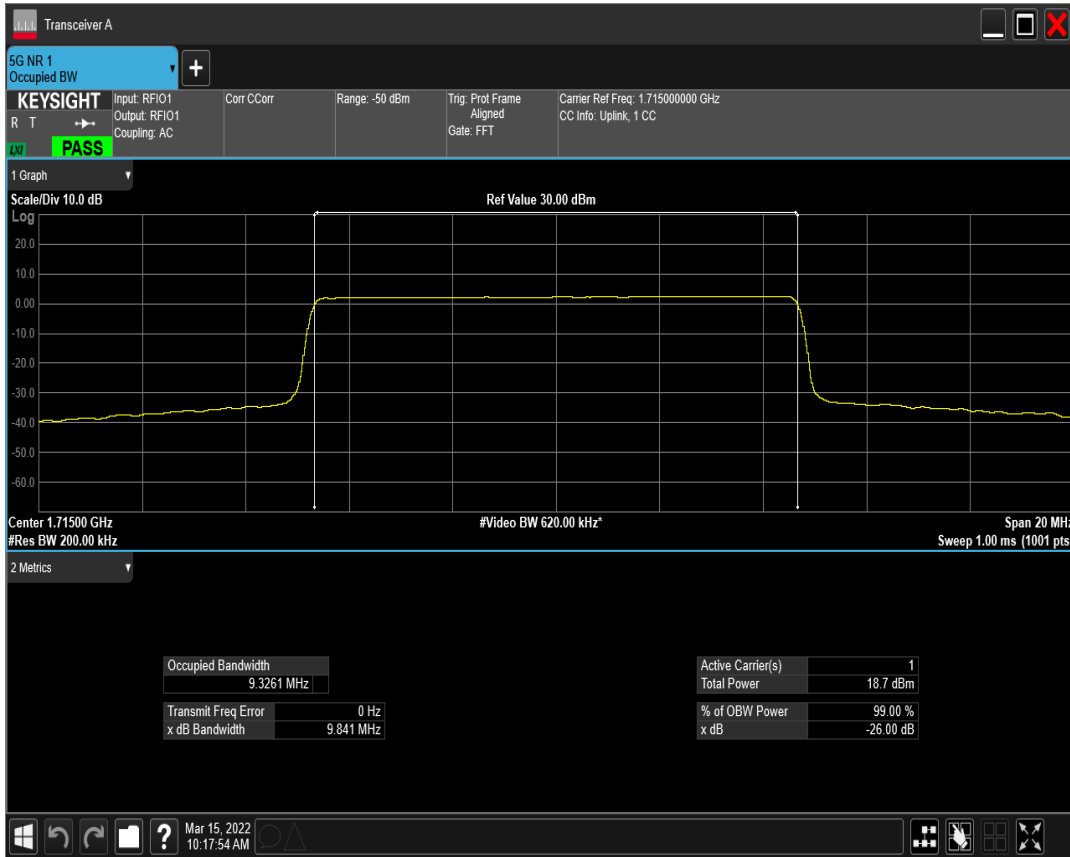 Transceiver A
5G NR 1
Occupied BW
KEYSIGHT
R T
LXI
PASS
Input: RFIO1
Output: RFIO1
Coupling: AC
Corr CCorr
Range: -50 dBm
Trig: Prot Frame
Aligned
Gate: FFT
Carrier Ref Freq: 1.715000000 GHz
CC Info: Uplink, 1 CC
1 Graph
Scale/Div 10.0 dB
Ref Value 30.00 dBm
Log
20.0
10.0
0.00
-10.0
-20.0
-30.0
-40.0
-50.0
-60.0
Center 1.71500 GHz
#Video BW 620.00 kHz*
Span 20 MHz
#Res BW 200.00 kHz
Sweep 1.00 ms (1001 pts
2 Metrics
Occupied Bandwidth
9.3261 MHz
Transmit Freq Error 0 Hz
x dB Bandwidth 9.841 MHz
Active Carrier(s) 1
Total Power 18.7 dBm
% of OBW Power 99.00 %
x dB -26.00 dB
?
Mar 15, 2022
10:17:54 AM